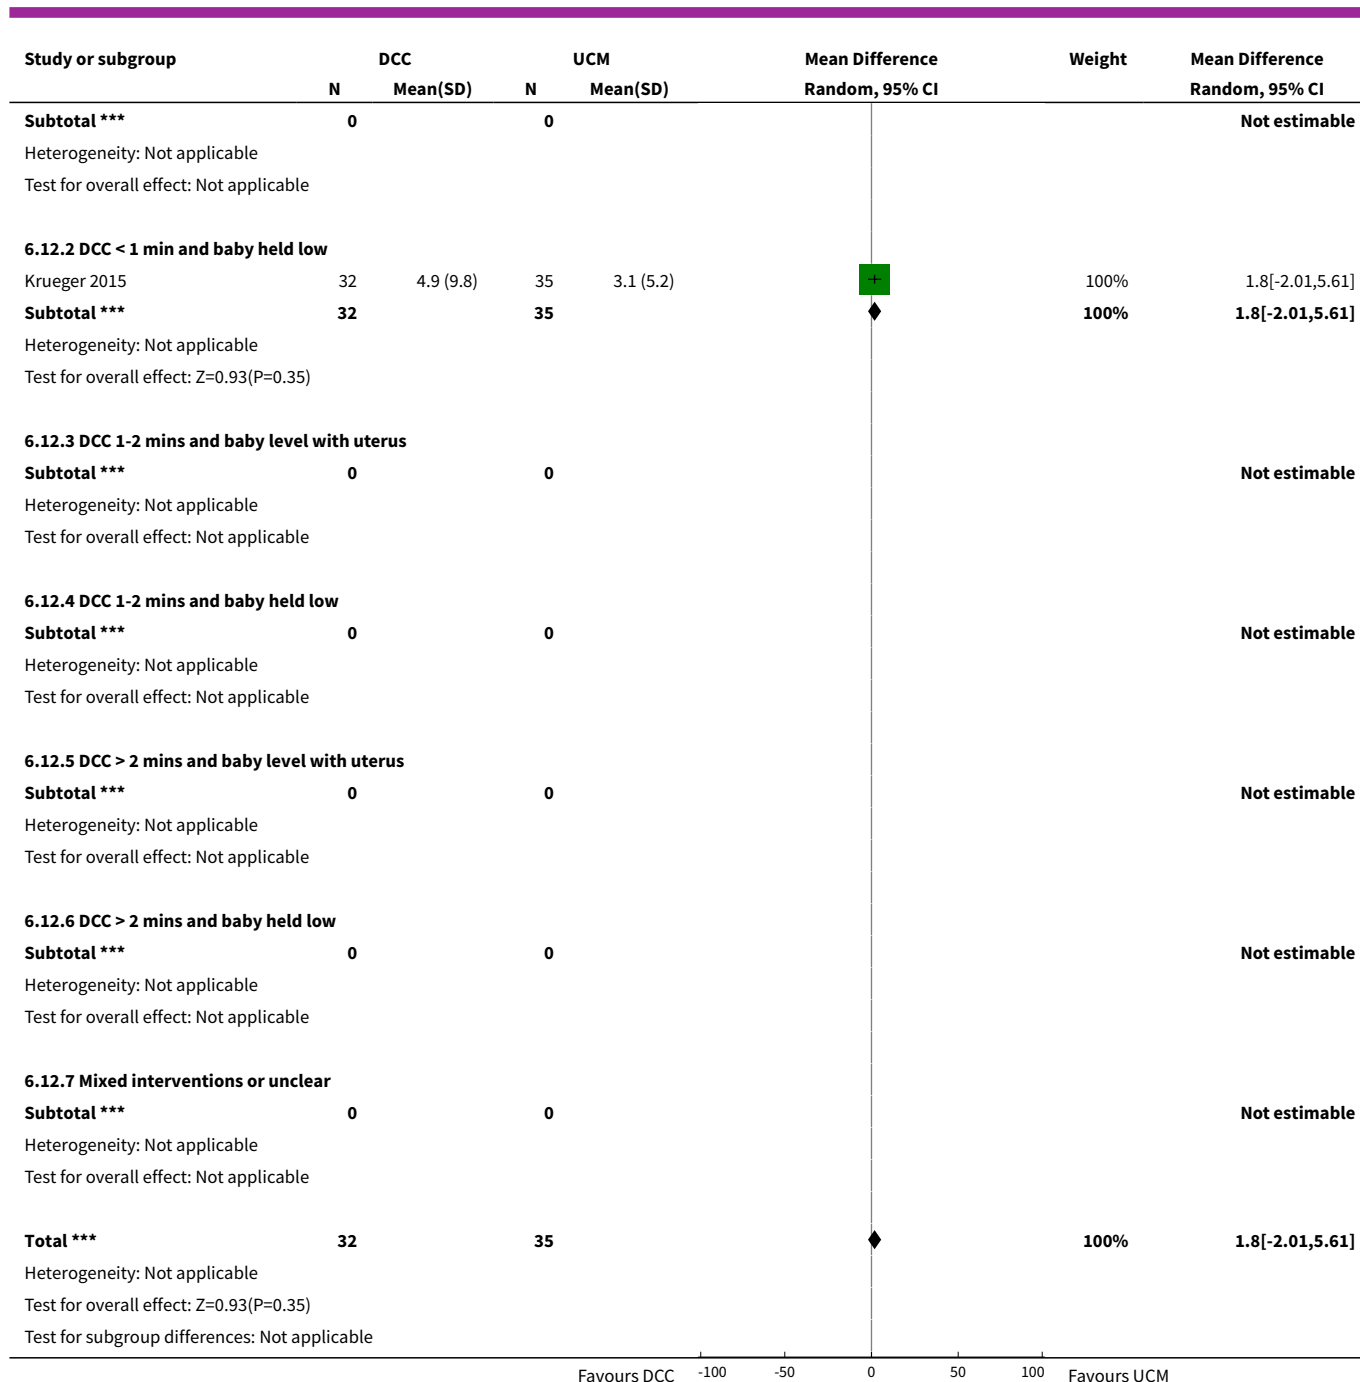 Study or subgroup DCC UCM Mean Difference Weight Mean Difference
N Mean(SD) N Mean(SD) Random, 95% CI Random, 95% CI
Subtotal *** 0 0 Not estimable
Heterogeneity: Not applicable
Test for overall effect: Not applicable
6.12.2 DCC < 1 min and baby held low
Krueger 2015 32 4.9 (9.8) 35 3.1 (5.2) 100% 1.8[-2.01,5.61]
Subtotal *** 32 35 100% 1.8[-2.01,5.61]
Heterogeneity: Not applicable
Test for overall effect: Z=0.93(P=0.35)
6.12.3 DCC 1-2 mins and baby level with uterus
Subtotal *** 0 0 Not estimable
Heterogeneity: Not applicable
Test for overall effect: Not applicable
6.12.4 DCC 1-2 mins and baby held low
Subtotal *** 0 0 Not estimable
Heterogeneity: Not applicable
Test for overall effect: Not applicable
6.12.5 DCC > 2 mins and baby level with uterus
Subtotal *** 0 0 Not estimable
Heterogeneity: Not applicable
Test for overall effect: Not applicable
6.12.6 DCC > 2 mins and baby held low
Subtotal *** 0 0 Not estimable
Heterogeneity: Not applicable
Test for overall effect: Not applicable
6.12.7 Mixed interventions or unclear
Subtotal *** 0 0 Not estimable
Heterogeneity: Not applicable
Test for overall effect: Not applicable
Total *** 32 35 100% 1.8[-2.01,5.61]
Heterogeneity: Not applicable
Test for overall effect: Z=0.93(P=0.35)
Test for subgroup differences: Not applicable
Favours DCC -100 -50 0 50 100 Favours UCM